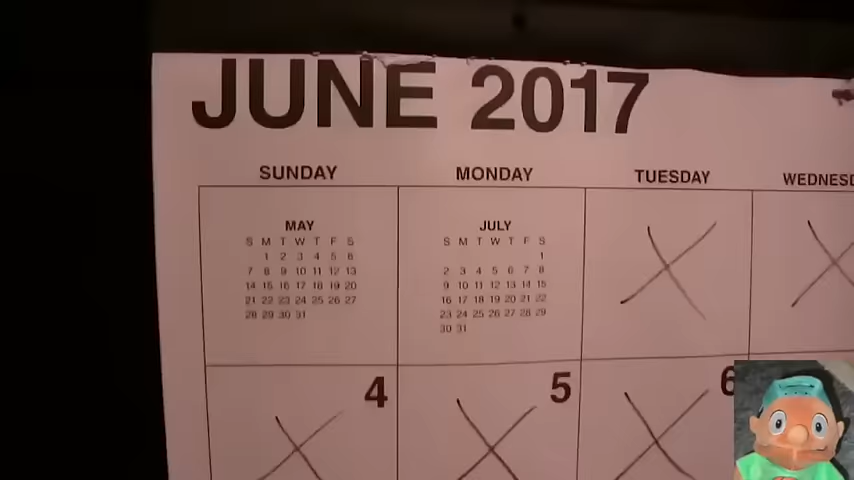 JUNE 2017
SUNDAY MONDAY TUESDAY WEDNESD
MAY
S M T W T F S
1 2 3 4 5 6
7 8 9 10 11 12 13
14 15 16 17 18 19 20
21 22 23 24 25 26 27
28 29 30 31
JULY
S M T W T F S
1
2 3 4 5 6 7 8
9 10 11 12 13 14 15
16 17 18 19 20 21 22
23 24 25 26 27 28 29
30 31
4 5 6